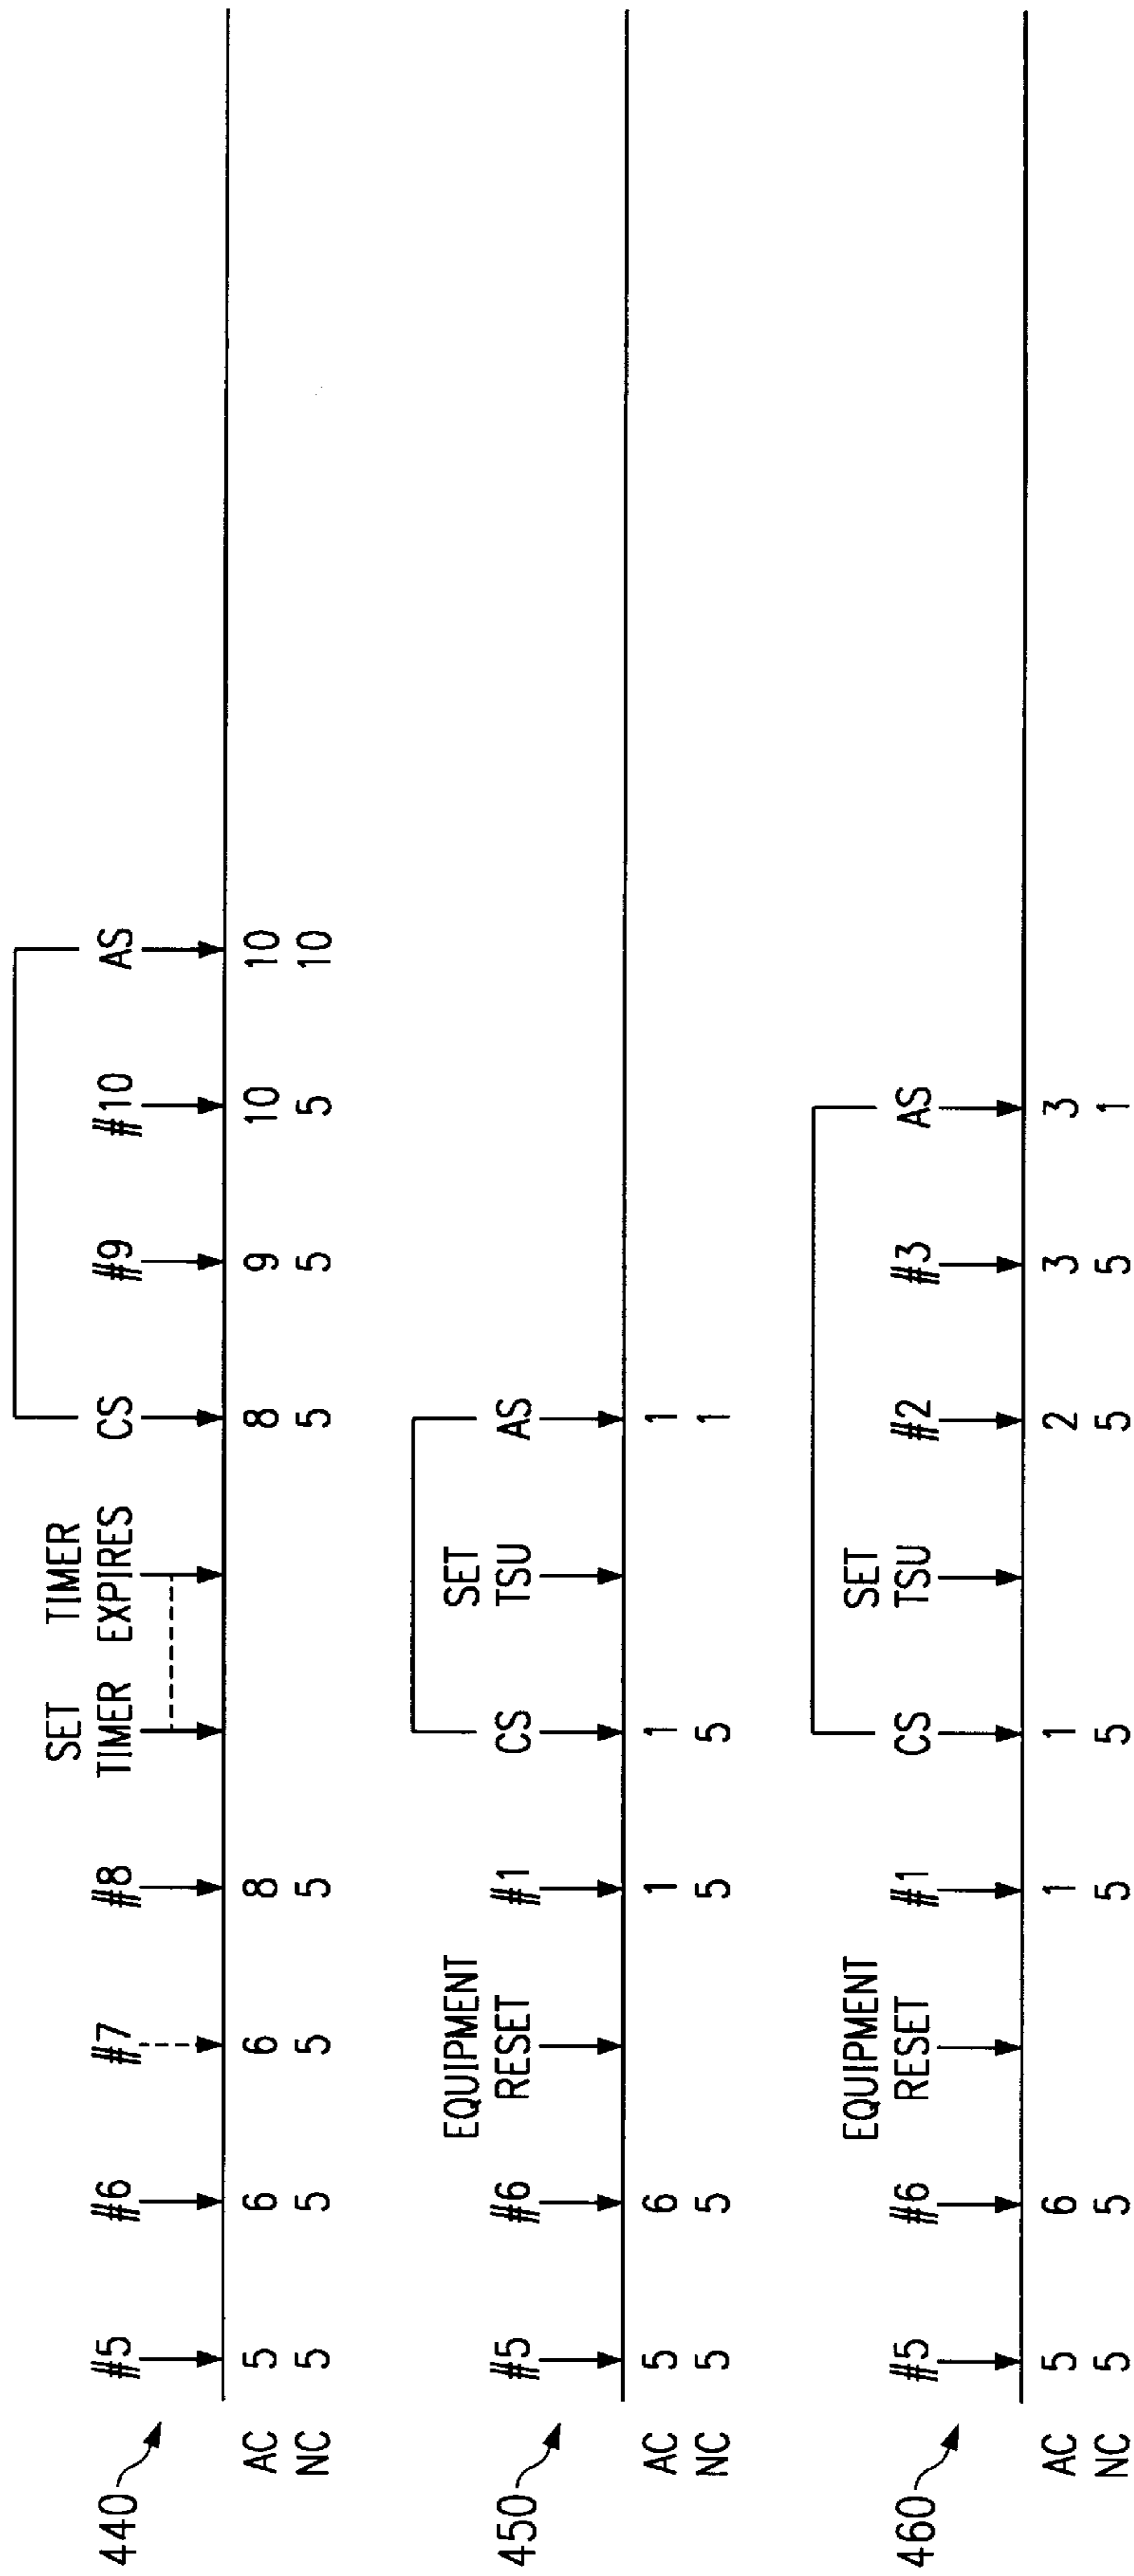 440
#5 #6 #7 #8 SET TIMER CS #9 #10 AS
TIMER EXPIRES
AC 5 6 6 8 8 9 10 10
NC 5 5 5 5 5 5 5 10
450
#5 #6 EQUIPMENT #1 CS SET AS
RESET TSU
AC 5 6 1 1 1
NC 5 5 5 5 1
460
#5 #6 EQUIPMENT #1 CS SET #2 #3 AS
RESET TSU
AC 5 6 1 1 2 3 3
NC 5 5 5 5 5 5 1